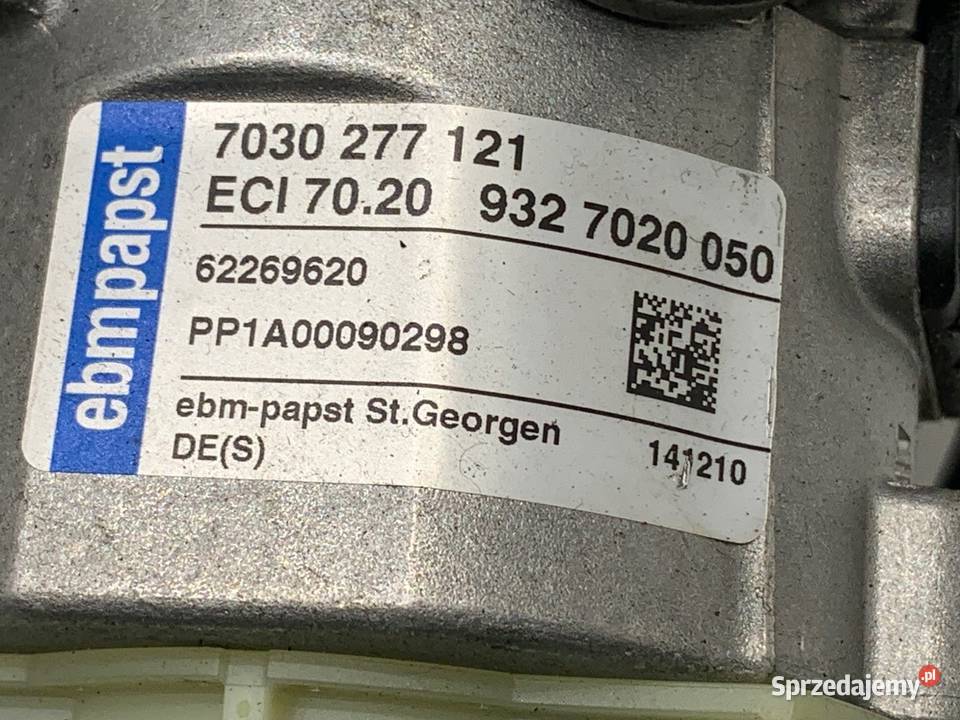 ebmpapst
7030 277 121
ECI 70.20 932 7020 050
62269620
PP1A00090298
ebm-papst St.Georgen
DE(S) 141210
Sprzedajemy.pl